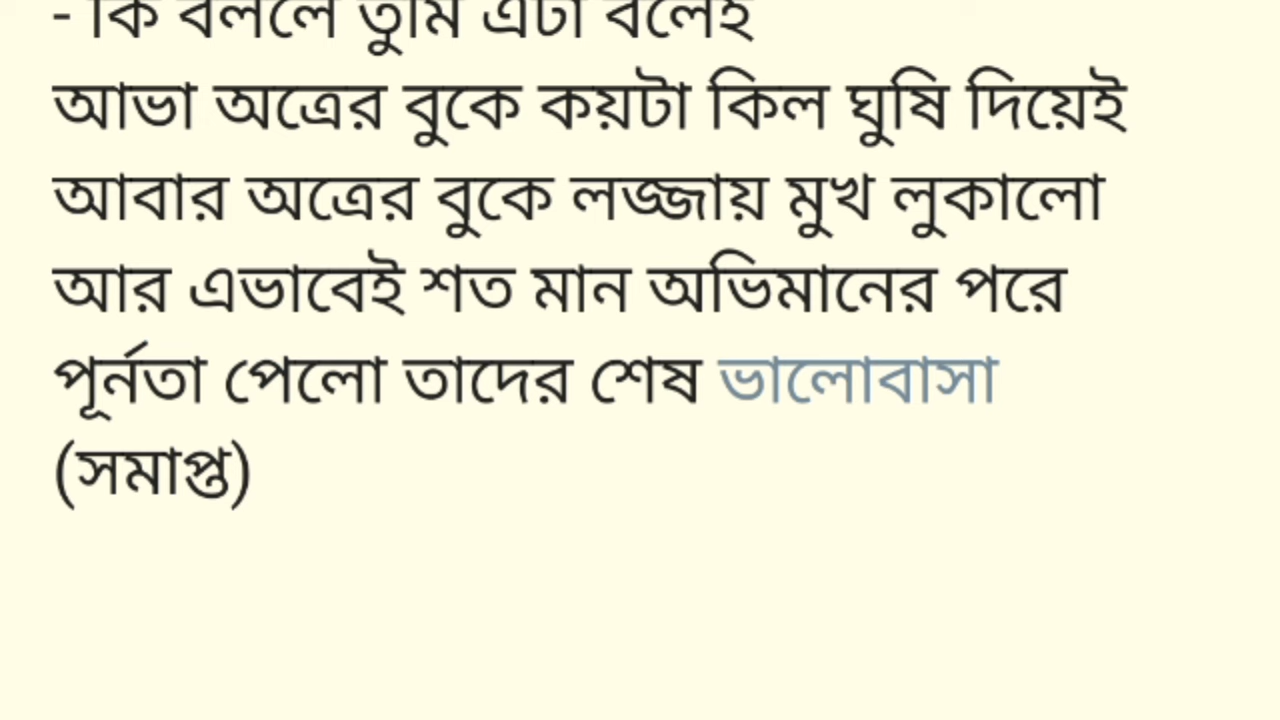 - কি বললে তুমি এটা বলেই
আভা অত্রের বুকে কয়টা কিল ঘুষি দিয়েই
আবার অত্রের বুকে লজ্জায় মুখ লুকালো
আর এভাবেই শত মান অভিমানের পরে
পূর্নতা পেলো তাদের শেষ ভালোবাসা
(সমাপ্ত)